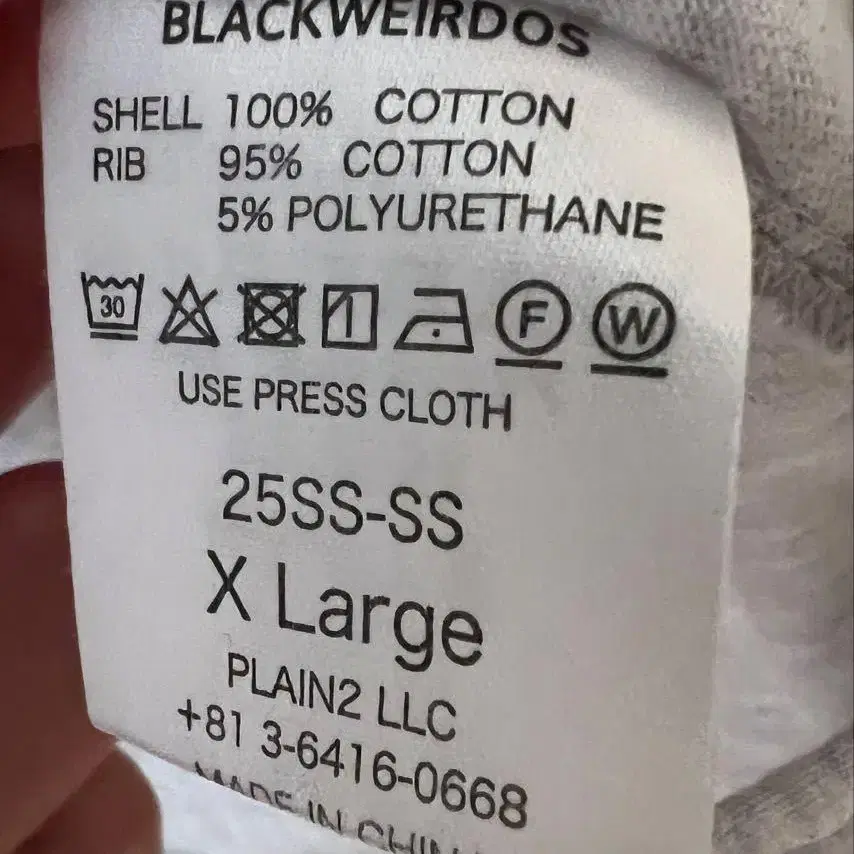 BLACKWEIRDOS
SHELL 100% COTTON
RIB 95% COTTON
5% POLYURETHANE
30 F W
USE PRESS CLOTH
25SS-SS
X Large
PLAIN2 LLC
+81 3-6416-0668
MADE IN CHIN